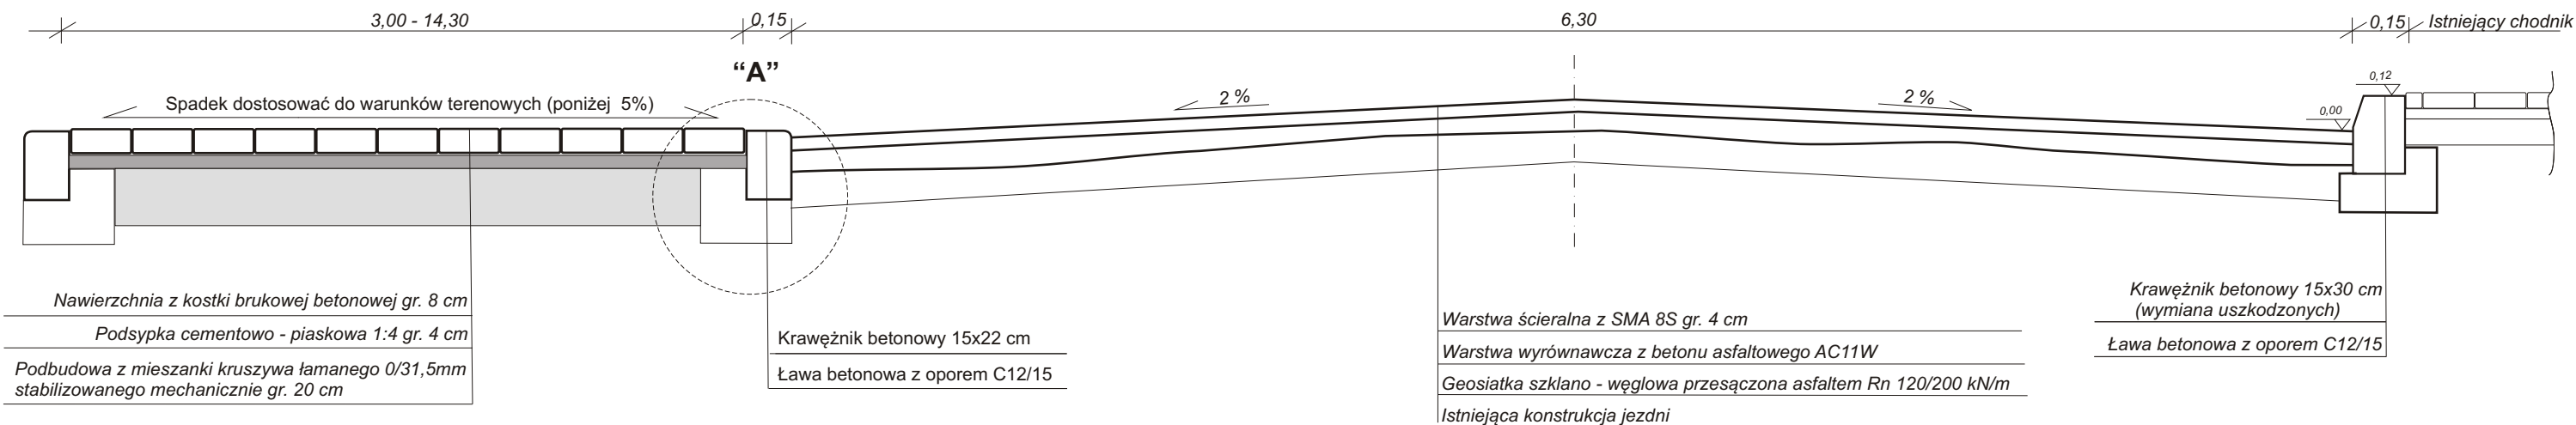 3,00 - 14,30
0,15
6,30
0,15
Istniejący chodnik
“A”
Spadek dostosować do warunków terenowych (poniżej 5%)
2 %
2 %
0,12
0,00
Nawierzchnia z kostki brukowej betonowej gr. 8 cm
Podsypka cementowo - piaskowa 1:4 gr. 4 cm
Podbudowa z mieszanki kruszywa łamanego 0/31,5mm
stabilizowanego mechanicznie gr. 20 cm
Krawężnik betonowy 15x22 cm
Ława betonowa z oporem C12/15
Warstwa ścieralna z SMA 8S gr. 4 cm
Warstwa wyrównawcza z betonu asfaltowego AC11W
Geosiatka szklano - węglowa przesączona asfaltem Rn 120/200 kN/m
Istniejąca konstrukcja jezdni
Krawężnik betonowy 15x30 cm
(wymiana uszkodzonych)
Ława betonowa z oporem C12/15